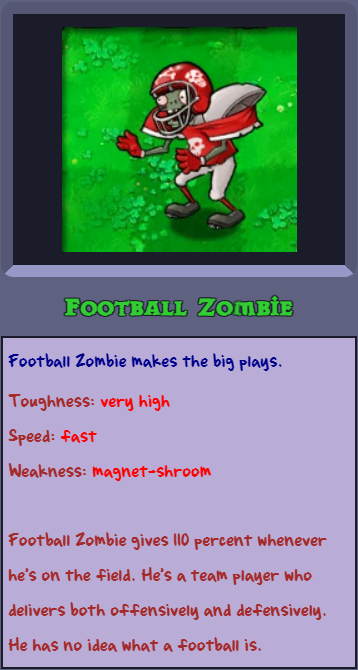 Football Zombie
Football Zombie makes the big plays.
Toughness: very high
Speed: fast
Weakness: magnet-shroom
Football Zombie gives 110 percent whenever
he's on the field. He's a team player who
delivers both offensively and defensively.
He has no idea what a football is.